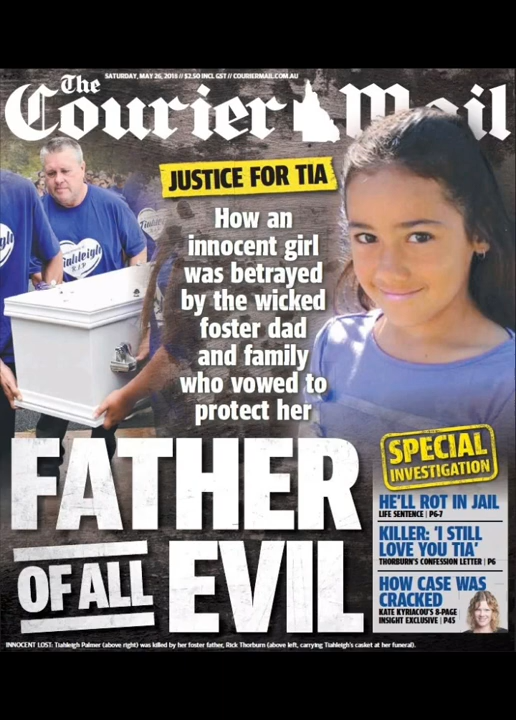 SATURDAY, MAY 26, 2018 // $2.50 INCL GST // COURIERMAIL.COM.AU
The
Courier Mail
JUSTICE FOR TIA
How an
innocent girl
was betrayed
by the wicked
foster dad
and family
who vowed to
protect her
Tiahleigh
R.I.P
FATHER
OF ALL
EVIL
SPECIAL
INVESTIGATION
HE'LL ROT IN JAIL
LIFE SENTENCE | P6-7
KILLER: 'I STILL
LOVE YOU TIA'
THORBURN'S CONFESSION LETTER | P6
HOW CASE WAS
CRACKED
KATE KYRIACOU'S 8-PAGE
INSIGHT EXCLUSIVE | P45
INNOCENT LOST: Tiahleigh Palmer (above right) was killed by her foster father, Rick Thorburn (above left, carrying Tiahleigh's casket at her funeral).